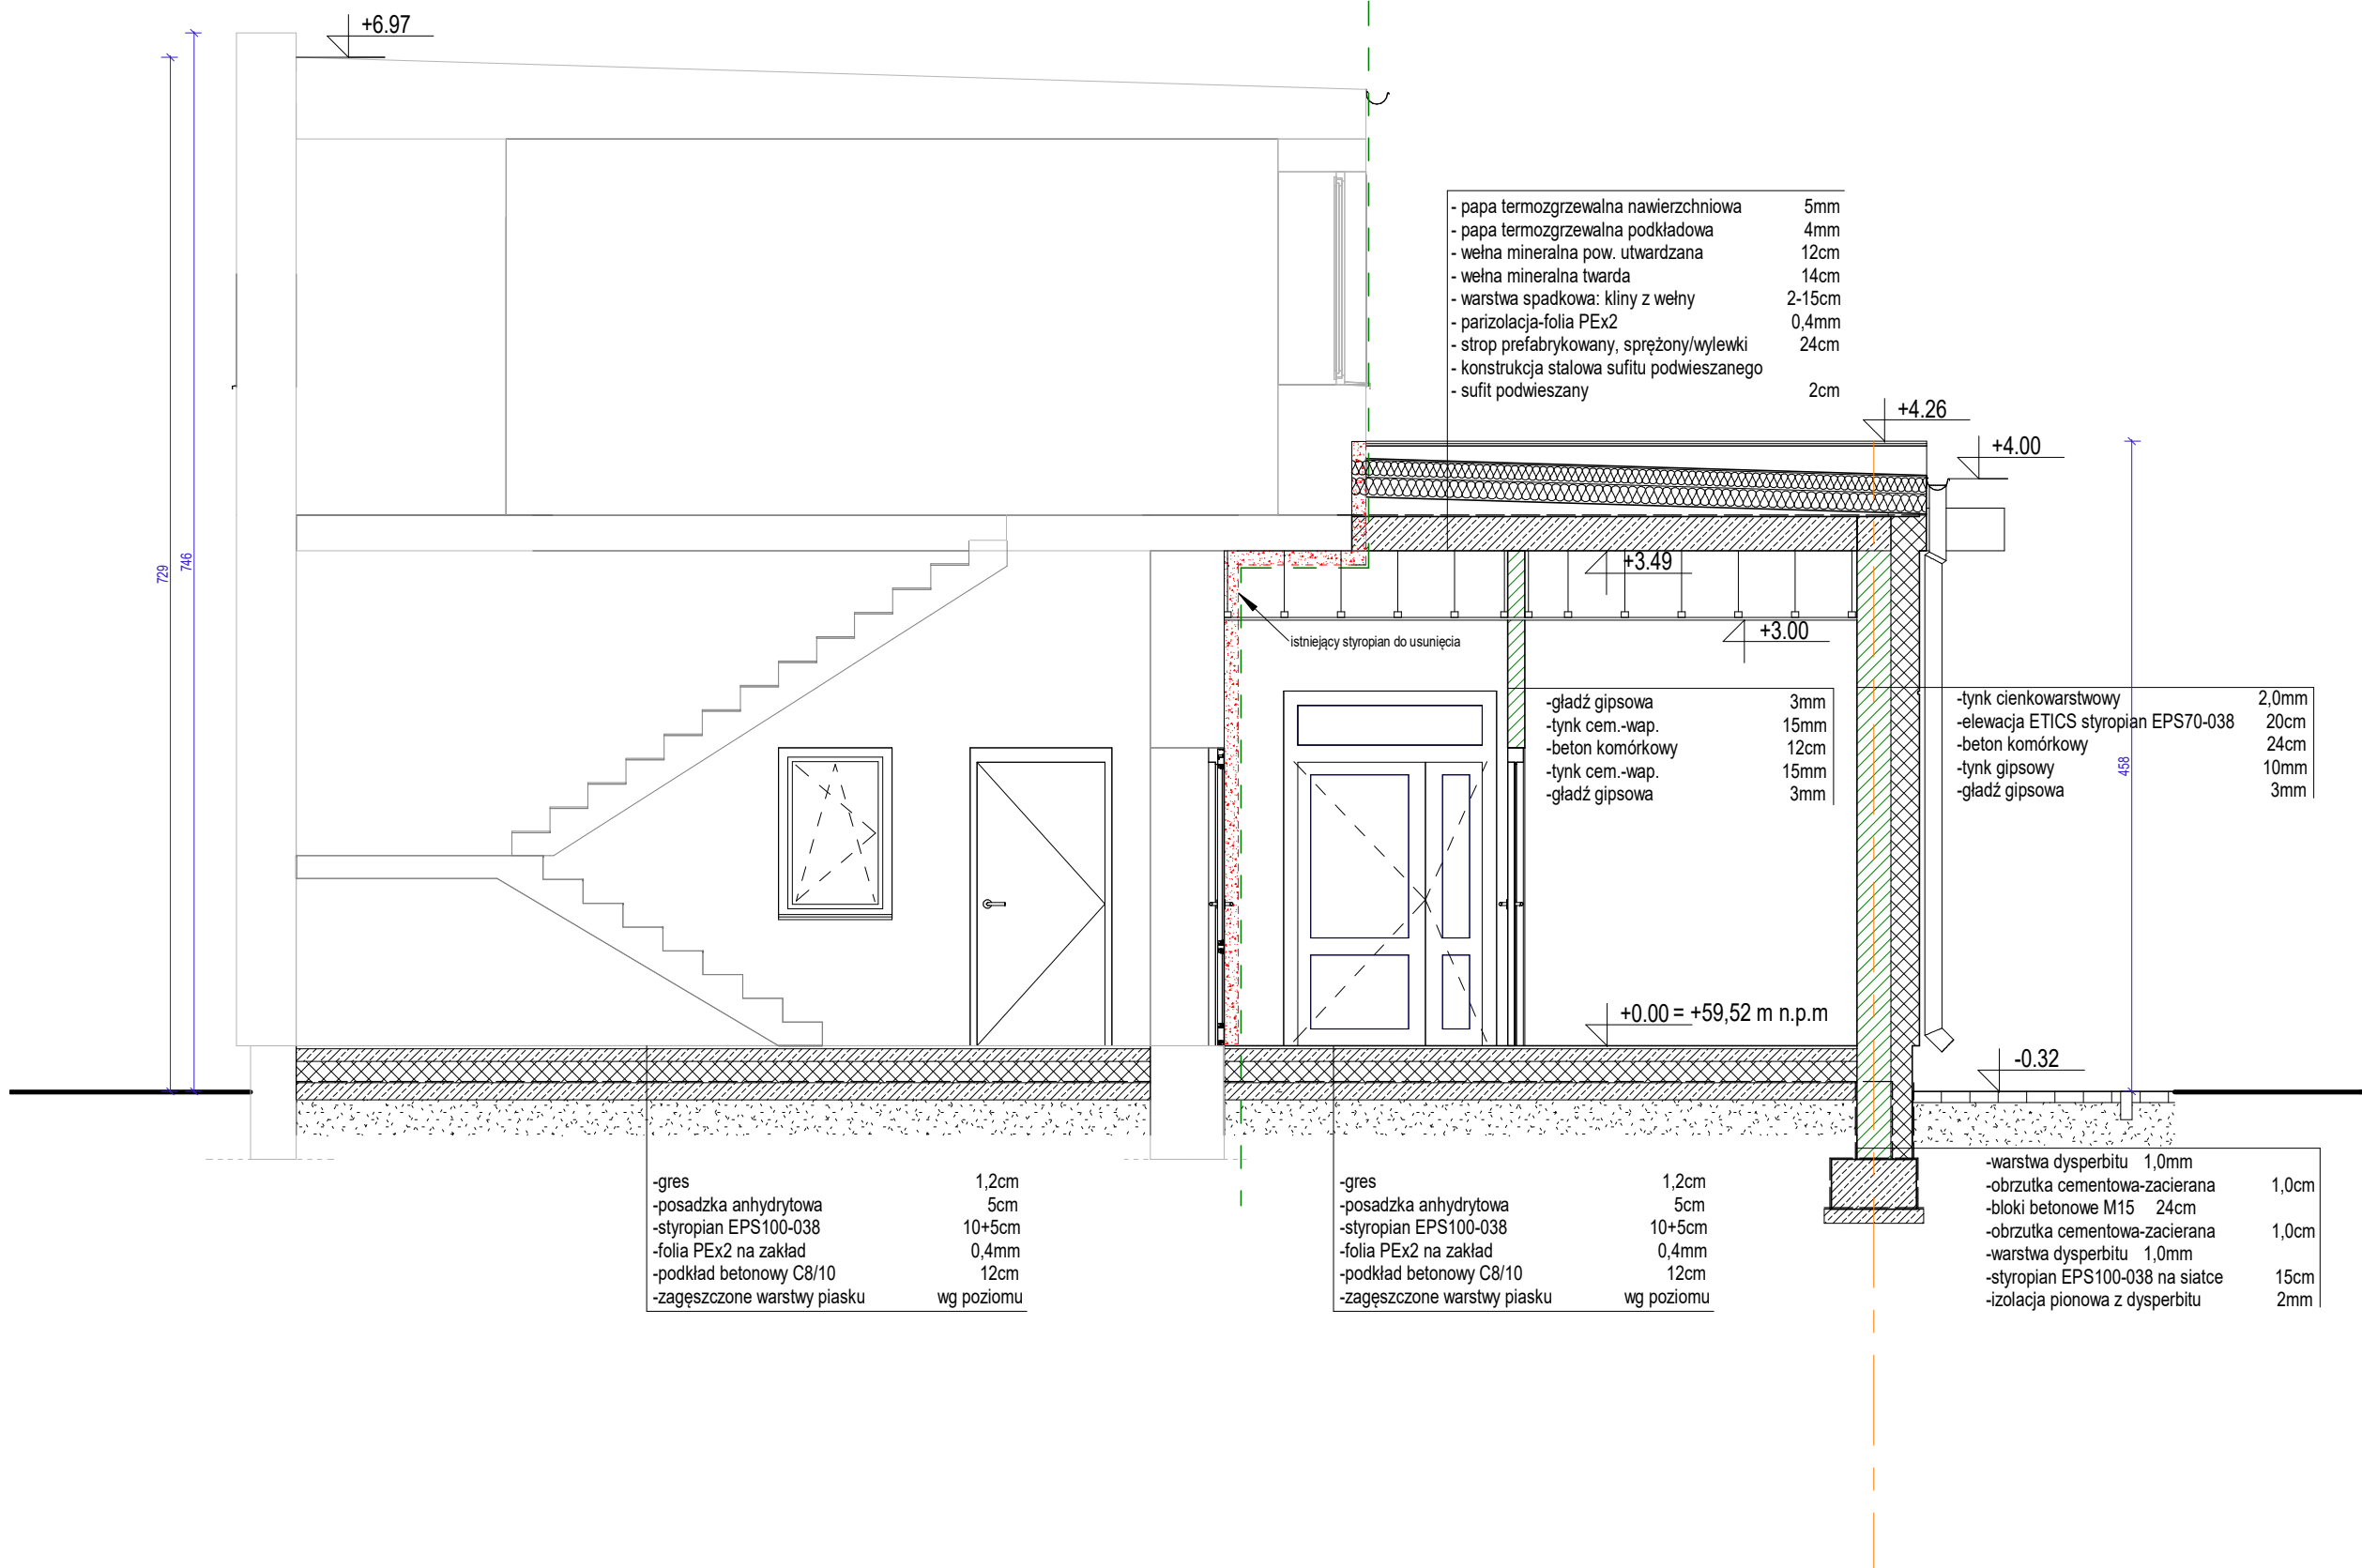 +6.97
729
746
- papa termozgrzewalna nawierzchniowa 5mm
- papa termozgrzewalna podkładowa 4mm
- wełna mineralna pow. utwardzana 12cm
- wełna mineralna twarda 14cm
- warstwa spadkowa: kliny z wełny 2-15cm
- parizolacja-folia PEx2 0,4mm
- strop prefabrykowany, sprężony/wylewki 24cm
- konstrukcja stalowa sufitu podwieszanego
- sufit podwieszany 2cm
+4.26
+4.00
+3.49
+3.00
istniejący styropian do usunięcia
-gładź gipsowa 3mm
-tynk cem.-wap. 15mm
-beton komórkowy 12cm
-tynk cem.-wap. 15mm
-gładź gipsowa 3mm
-tynk cienkowarstwowy 2,0mm
-elewacja ETICS styropian EPS70-038 20cm
-beton komórkowy 24cm
-tynk gipsowy 10mm
-gładź gipsowa 3mm
458
+0.00 = +59,52 m n.p.m
-0.32
-gres 1,2cm
-posadzka anhydrytowa 5cm
-styropian EPS100-038 10+5cm
-folia PEx2 na zakład 0,4mm
-podkład betonowy C8/10 12cm
-zagęszczone warstwy piasku wg poziomu
-gres 1,2cm
-posadzka anhydrytowa 5cm
-styropian EPS100-038 10+5cm
-folia PEx2 na zakład 0,4mm
-podkład betonowy C8/10 12cm
-zagęszczone warstwy piasku wg poziomu
-warstwa dysperbitu 1,0mm
-obrzutka cementowa-zacierana 1,0cm
-bloki betonowe M15 24cm
-obrzutka cementowa-zacierana 1,0cm
-warstwa dysperbitu 1,0mm
-styropian EPS100-038 na siatce 15cm
-izolacja pionowa z dysperbitu 2mm